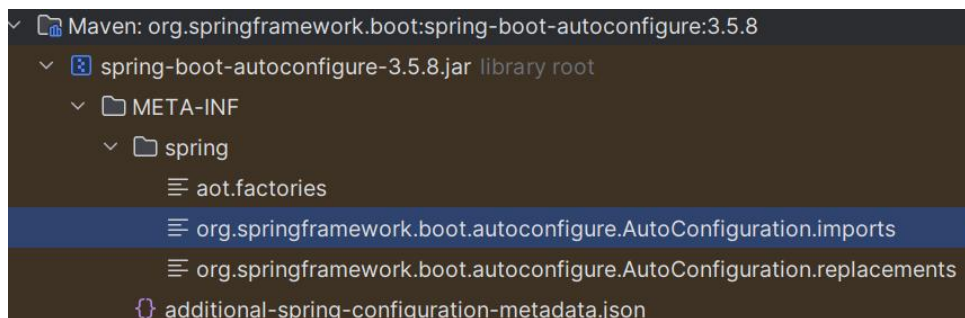 Maven: org.springframework.boot:spring-boot-autoconfigure:3.5.8
spring-boot-autoconfigure-3.5.8.jar library root
META-INF
spring
aot.factories
org.springframework.boot.autoconfigure.AutoConfiguration.imports
org.springframework.boot.autoconfigure.AutoConfiguration.replacements
additional-spring-configuration-metadata.json